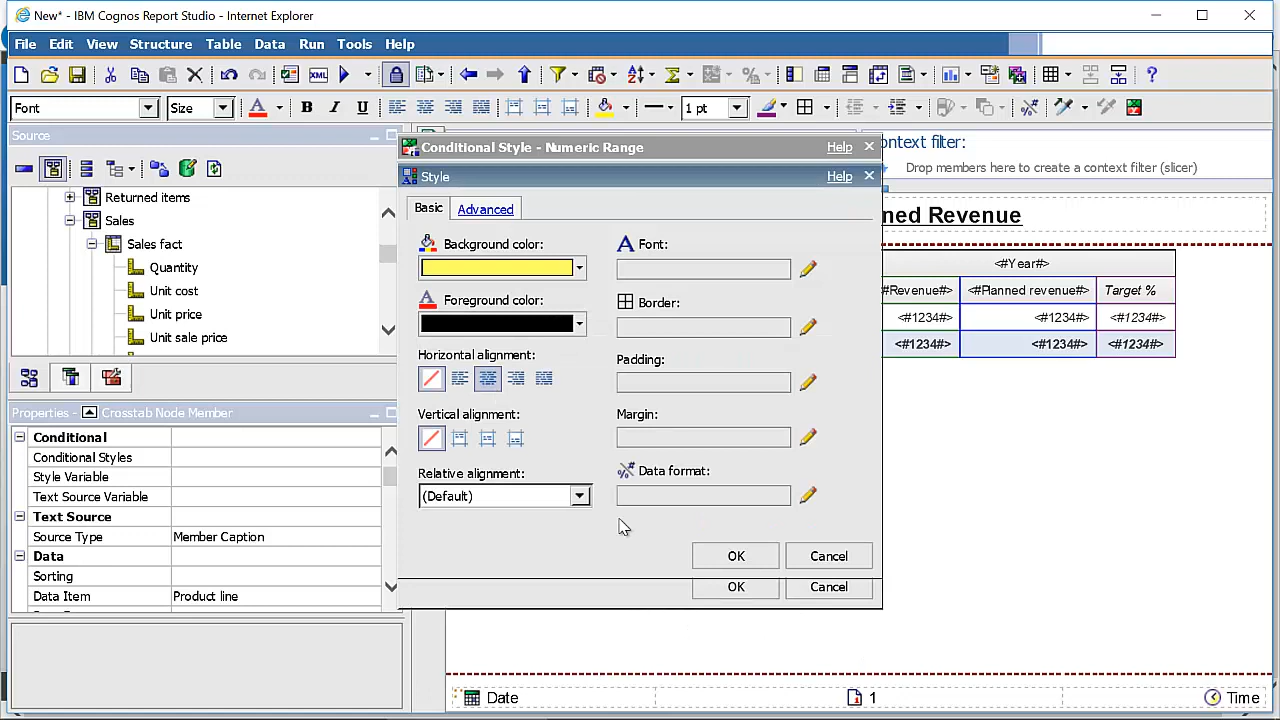 New* - IBM Cognos Report Studio - Internet Explorer
File Edit View Structure Table Data Run Tools Help
XML
Font Size A B I U 1 pt
Source
Conditional Style - Numeric Range Help
Context filter:
Drop members here to create a context filter (slicer)
Style Help
Returned items
Sales
Sales fact
Quantity
Unit cost
Unit price
Unit sale price
Basic Advanced
Background color: Font:
Foreground color: Border:
Horizontal alignment: Padding:
Vertical alignment: Margin:
Relative alignment: Data format:
(Default)
OK Cancel
OK Cancel
ned Revenue
<#Year#>
#Revenue#> <#Planned revenue#> Target %
<#1234#> <#1234#> <#1234#>
<#1234#> <#1234#> <#1234#>
Properties - Crosstab Node Member
Conditional
Conditional Styles
Style Variable
Text Source Variable
Text Source
Source Type Member Caption
Data
Sorting
Data Item Product line
Date 1 Time